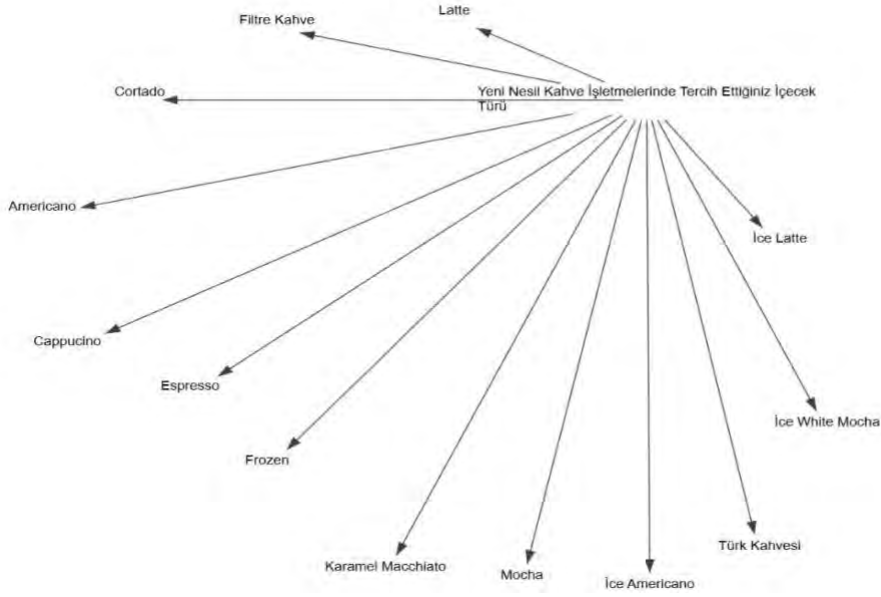 Latte
Filtre Kahve
Yeni Nesil Kahve İşletmelerinde Tercih Ettiğiniz İçecek
Türü
Cortado
Americano
İce Latte
Cappucino
Espresso
İce White Mocha
Frozen
Türk Kahvesi
Karamel Macchiato
Mocha
İce Americano